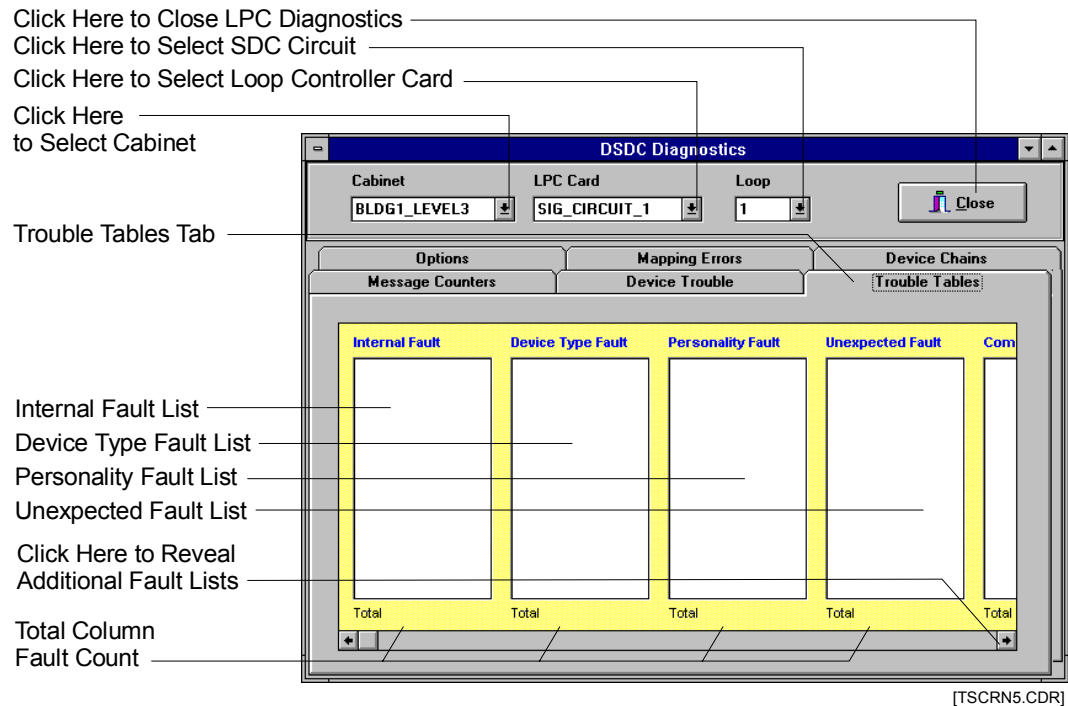 Click Here to Close LPC Diagnostics
Click Here to Select SDC Circuit
Click Here to Select Loop Controller Card
Click Here
to Select Cabinet
DSDC Diagnostics
Cabinet
LPC Card
Loop
BLDG1_LEVEL3
SIG_CIRCUIT_1
1
Close
Trouble Tables Tab
Options
Mapping Errors
Device Chains
Message Counters
Device Trouble
Trouble Tables
Internal Fault
Device Type Fault
Personality Fault
Unexpected Fault
Com
Internal Fault List
Device Type Fault List
Personality Fault List
Unexpected Fault List
Click Here to Reveal
Additional Fault Lists
Total
Total
Total
Total
Total
Total Column
Fault Count
[TSCRN5.CDR]